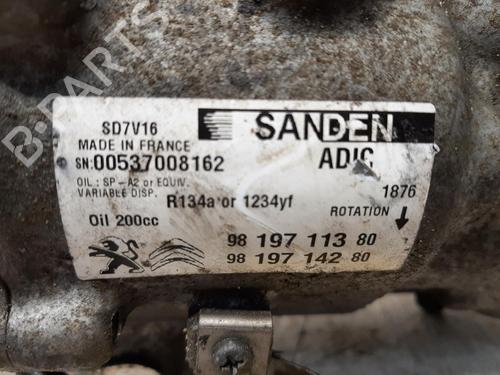 SD7V16
MADE IN FRANCE
SN:00537008162
OIL : SP-A2 or EQUIV.
VARIABLE DISP.
Oil 200cc
SANDEN
ADIC
R134a or 1234yf
1876
ROTATION
98 197 113 80
98 197 142 80
B-PARTS